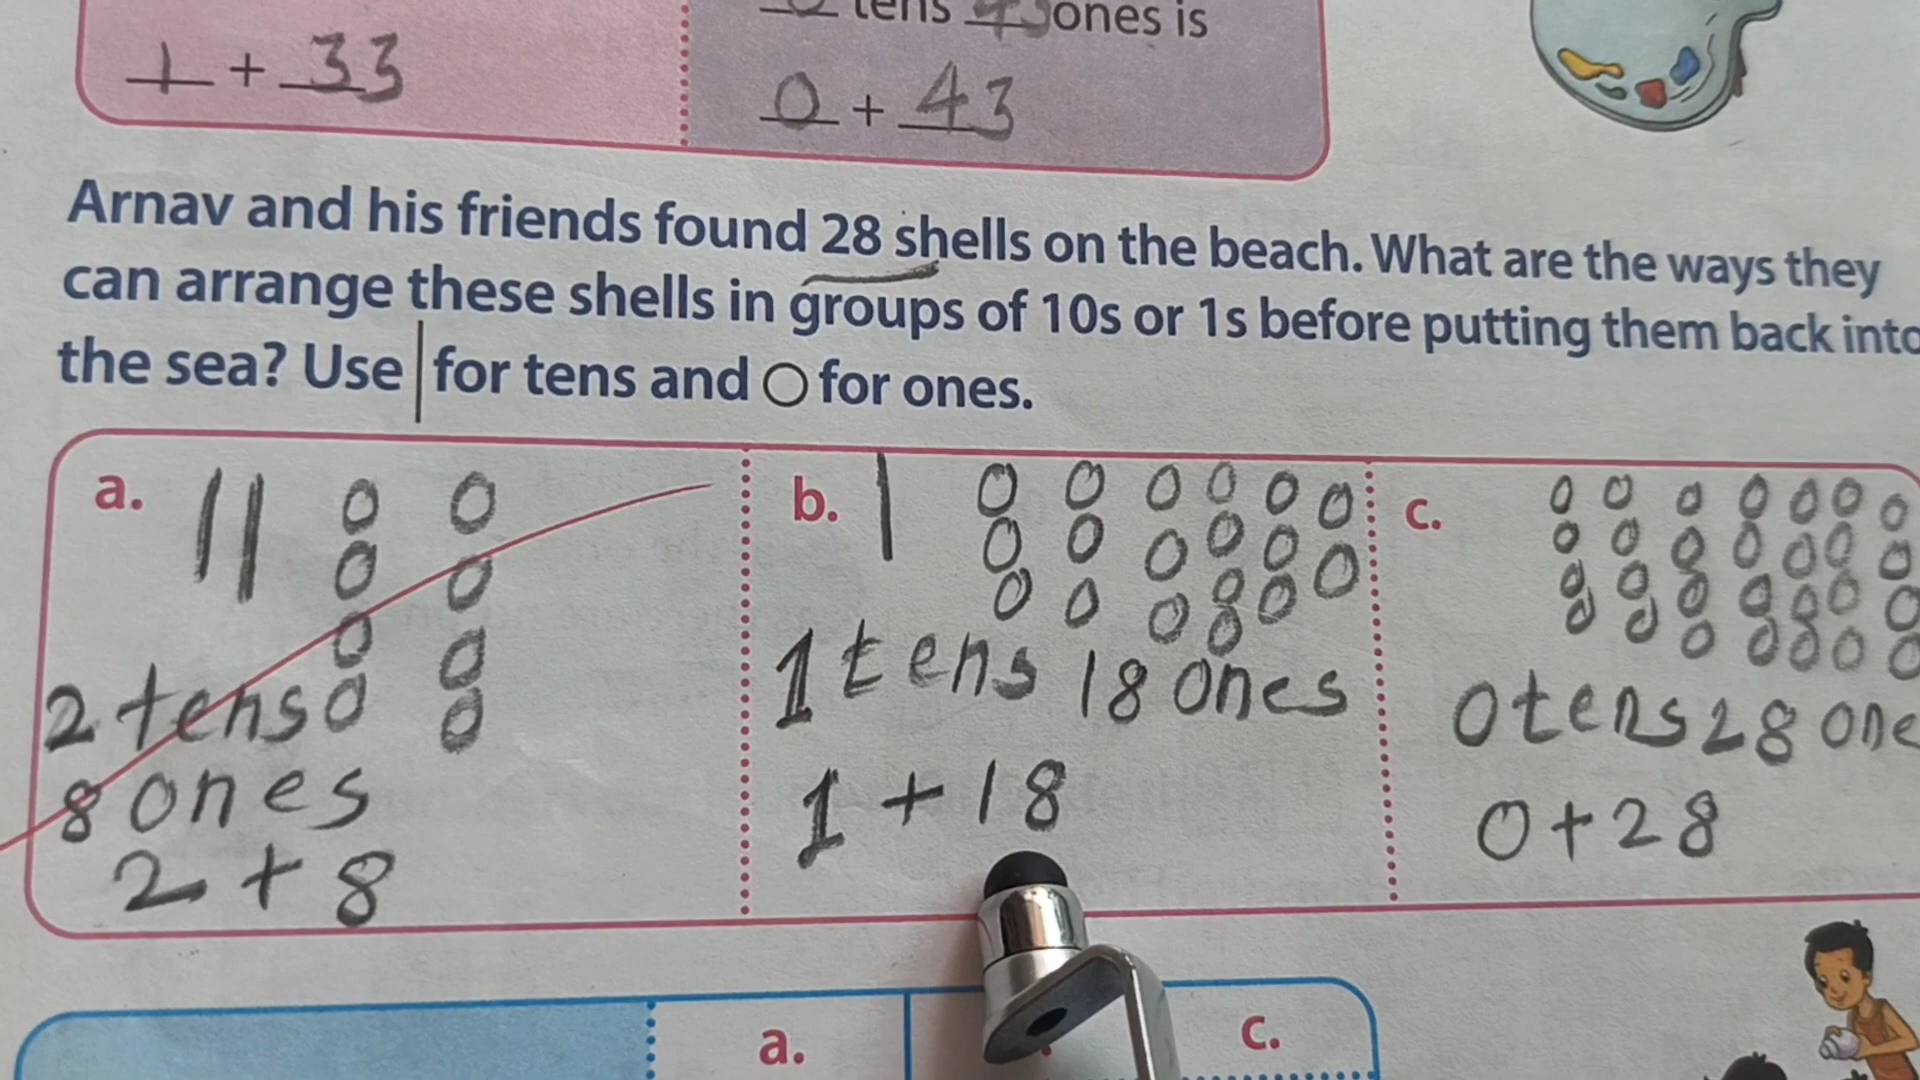 tens 43 ones is
1 + 33
0 + 43
Arnav and his friends found 28 shells on the beach. What are the ways they
can arrange these shells in groups of 10s or 1s before putting them back into
the sea? Use | for tens and O for ones.
a.
2 tens
8 ones
2 + 8
b.
1 tens 18 ones
1 + 18
c.
0 tens 28 one
0 + 28
a.
c.